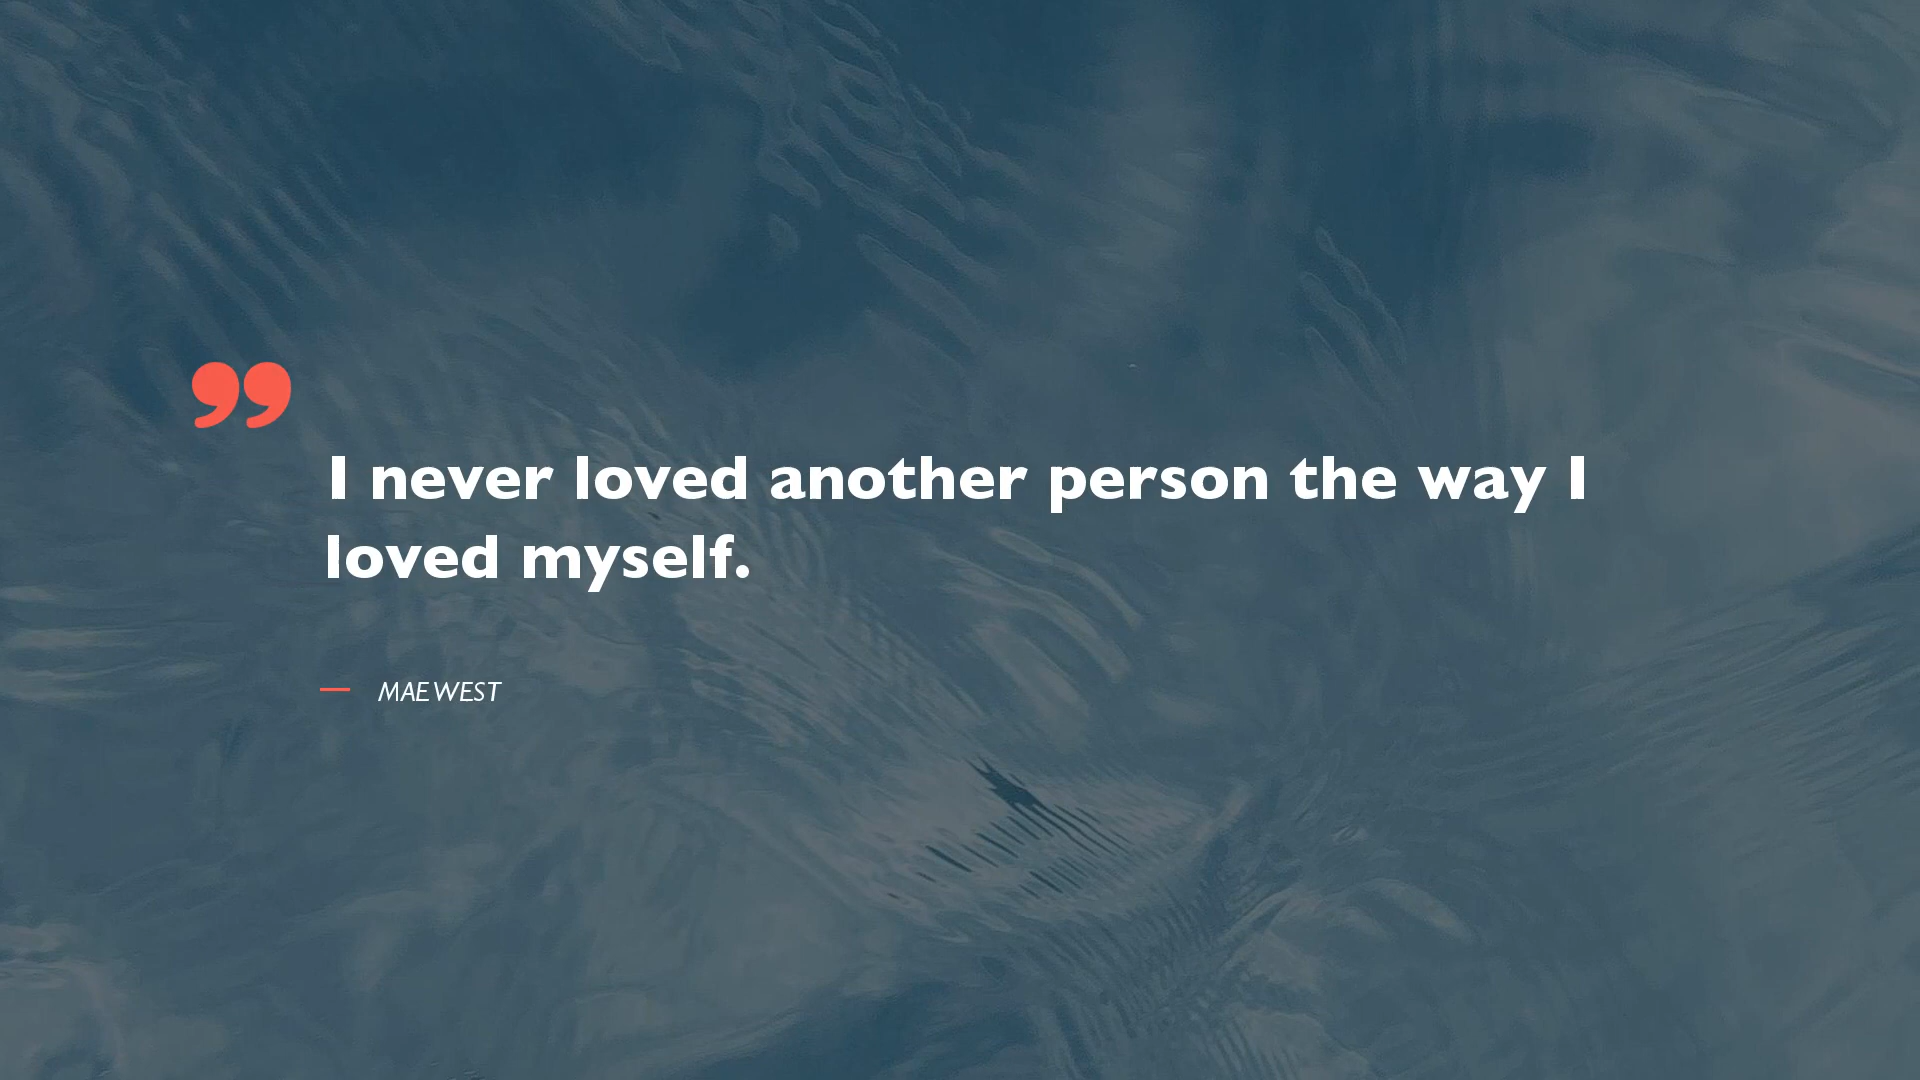 ”
I never loved another person the way I
loved myself.
— MAE WEST